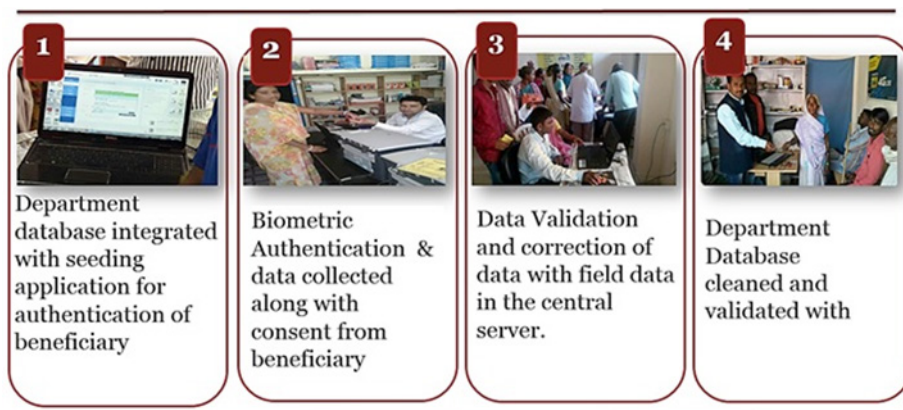 1
Department
database integrated
with seeding
application for
authentication of
beneficiary
2
Biometric
Authentication &
data collected
along with
consent from
beneficiary
3
Data Validation
and correction of
data with field data
in the central
server.
4
Department
Database
cleaned and
validated with